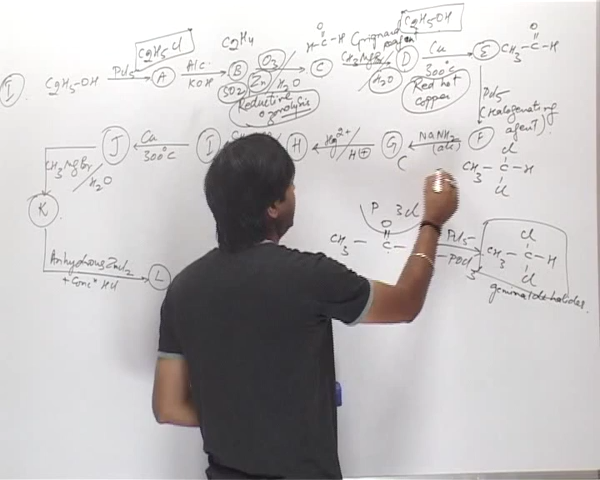 C2H5Cl C2H4 O C2H5OH
H-C-H (Grignard reagent) O
I C2H5-OH PCl5 A Alc. KOH B O3 Zn/H2O C CH3MgBr /H2O D Cu 300°c E CH3-C-H
SO2 Reductive ozonolysis Red hot copper
PCl5 (Halogenating agent)
J Cu 300°C I H Hg2+/H+ G NaNH2 (alc) F
CH3MgBr /H2O C CH3-C-H
Cl Cl
K P 3Cl
O
CH3-C- PCl5 -POCl3 CH3-C-H
Cl Cl
Anhydrous ZnCl2 + Conc HCl L geminal dihalides